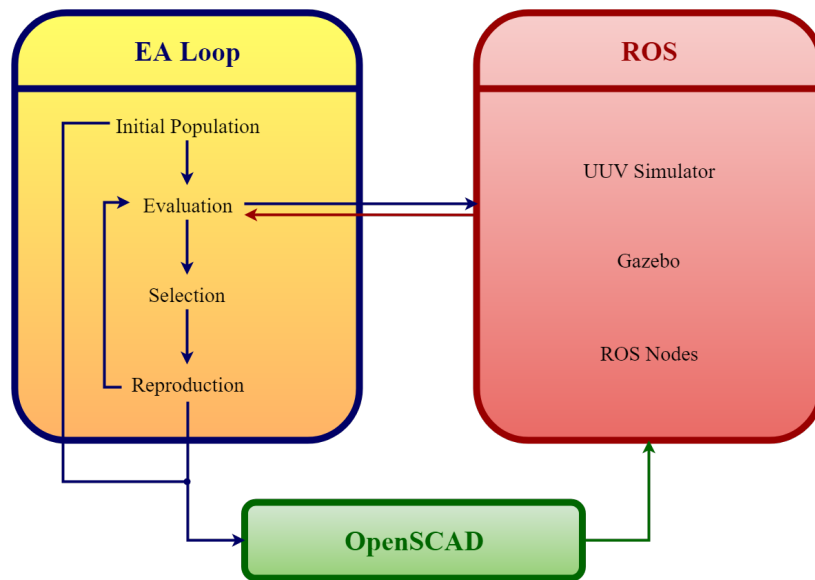 EA Loop
Initial Population
Evaluation
Selection
Reproduction
ROS
UUV Simulator
Gazebo
ROS Nodes
OpenSCAD